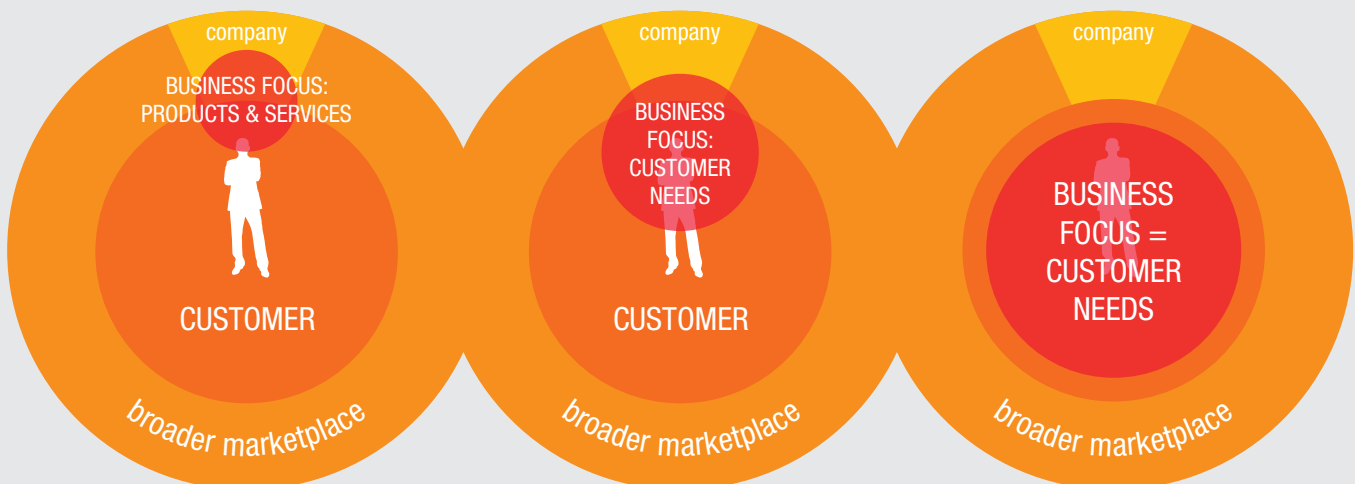 company
BUSINESS FOCUS:
PRODUCTS & SERVICES
CUSTOMER
broader marketplace
company
BUSINESS
FOCUS:
CUSTOMER
NEEDS
CUSTOMER
broader marketplace
company
BUSINESS
FOCUS =
CUSTOMER
NEEDS
broader marketplace